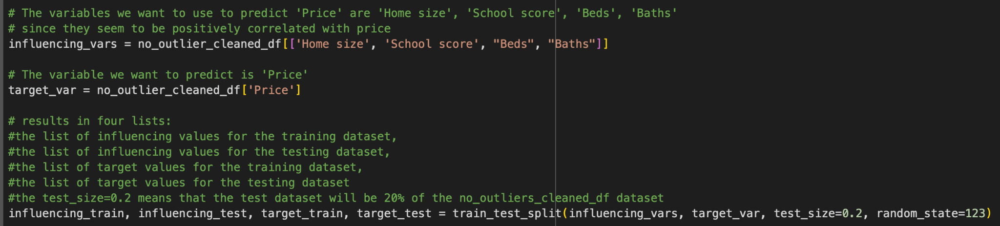 # The variables we want to use to predict 'Price' are 'Home size', 'School score', 'Beds', 'Baths'
# since they seem to be positively correlated with price
influencing_vars = no_outlier_cleaned_df[['Home size', 'School score', "Beds", "Baths"]]
# The variable we want to predict is 'Price'
target_var = no_outlier_cleaned_df['Price']
# results in four lists:
#the list of influencing values for the training dataset,
#the list of influencing values for the testing dataset,
#the list of target values for the training dataset,
#the list of target values for the testing dataset
#the test_size=0.2 means that the test dataset will be 20% of the no_outliers_cleaned_df dataset
influencing_train, influencing_test, target_train, target_test = train_test_split(influencing_vars, target_var, test_size=0.2, random_state=123)